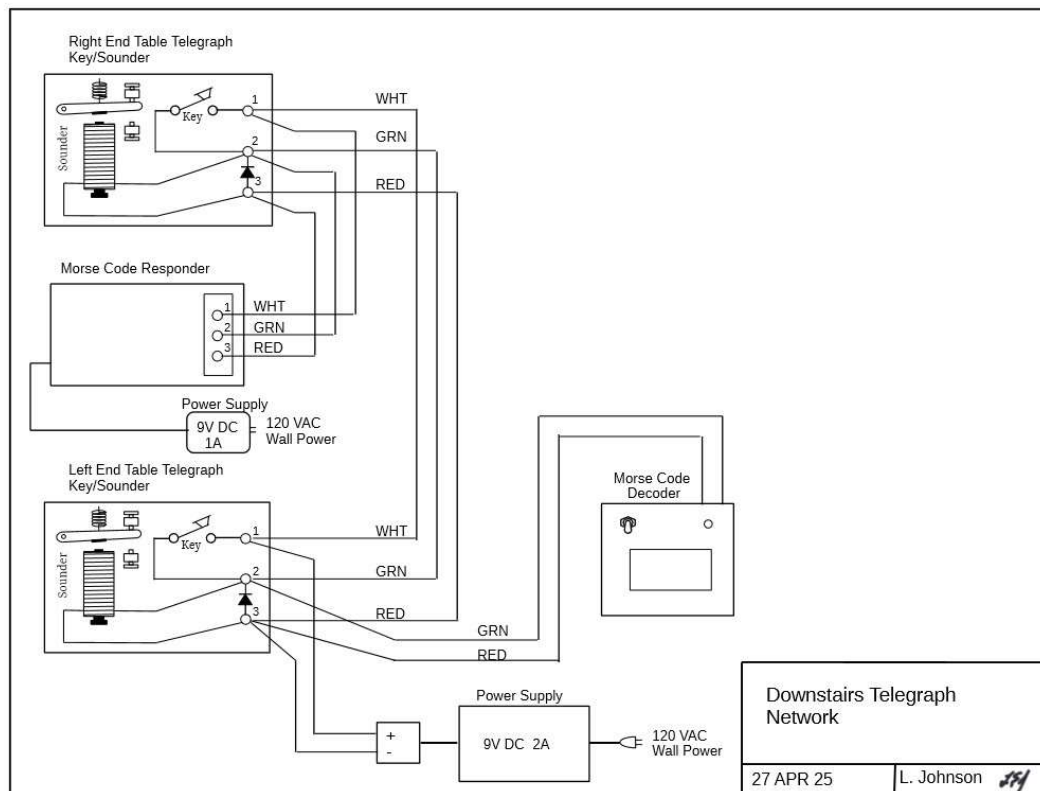 Right End Table Telegraph
Key/Sounder
Sounder
Key
1
2
3
WHT
GRN
RED
Morse Code Responder
1
2
3
WHT
GRN
RED
Power Supply
9V DC
1A
120 VAC
Wall Power
Left End Table Telegraph
Key/Sounder
Sounder
Key
1
2
3
WHT
GRN
RED
GRN
RED
Morse Code
Decoder
+
-
Power Supply
9V DC 2A
120 VAC
Wall Power
Downstairs Telegraph
Network
27 APR 25
L. Johnson